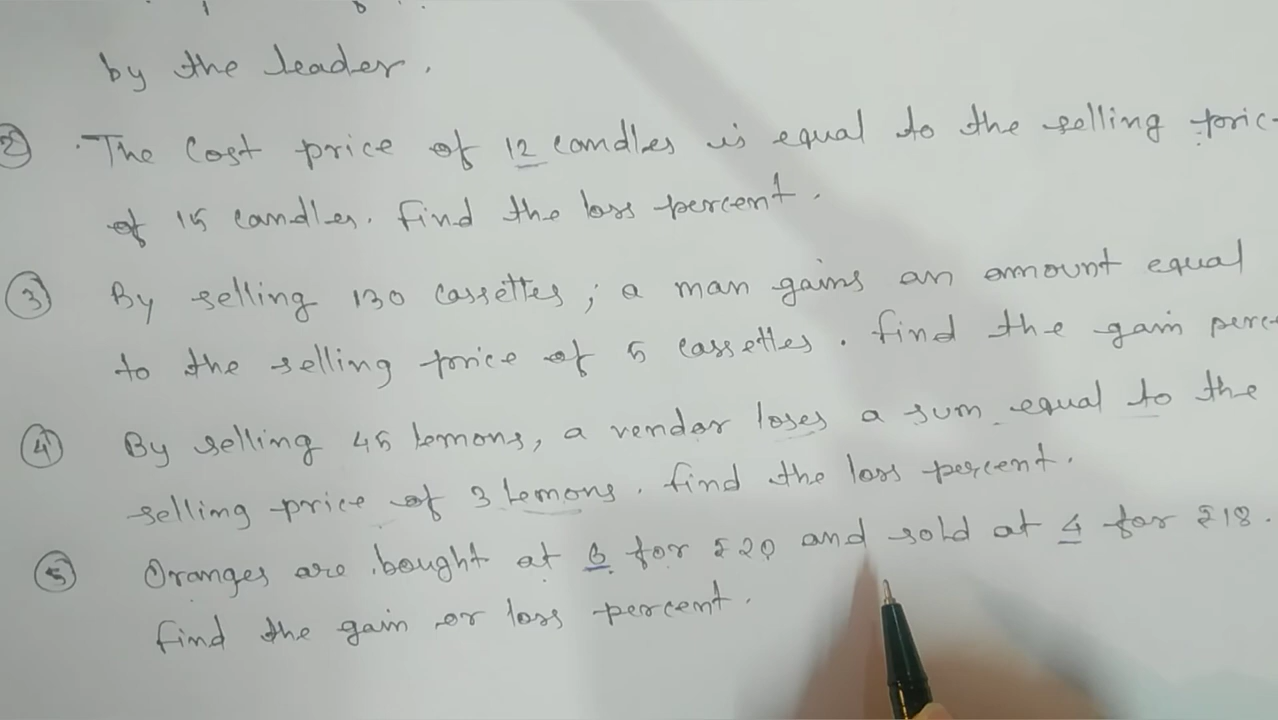 by the leader.
② The Cost price of 12 candles is equal to the selling pric
of 15 candles. Find the loss percent.
③ By selling 130 cassettes, a man gains an amount equal
to the selling price of 5 cassettes. find the gain perc
④ By selling 45 lemons, a vendor loses a sum equal to the
selling price of 3 lemons. find the loss percent.
⑤ Oranges are bought at 6 for ₹20 and sold at 4 for ₹18.
find the gain or loss percent.